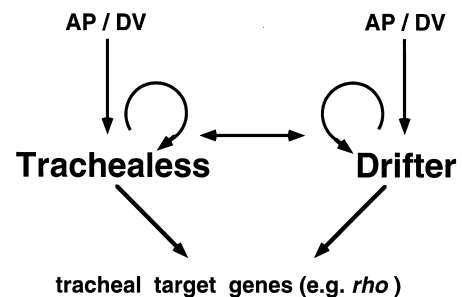 AP / DV AP / DV
Trachealess Drifter
tracheal target genes (e.g. rho )